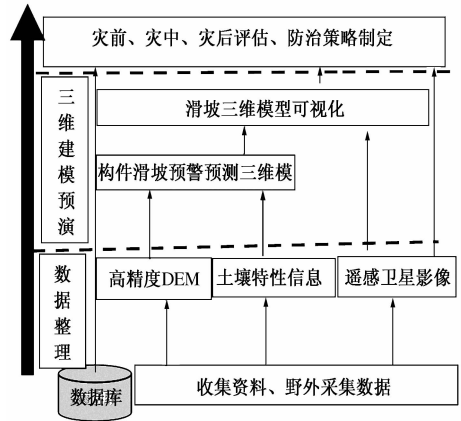 灾前、灾中、灾后评估、防治策略制定
三维建模预演
滑坡三维模型可视化
构件滑坡预警预测三维模
数据整理
高精度DEM
土壤特性信息
遥感卫星影像
数据库
收集资料、野外采集数据